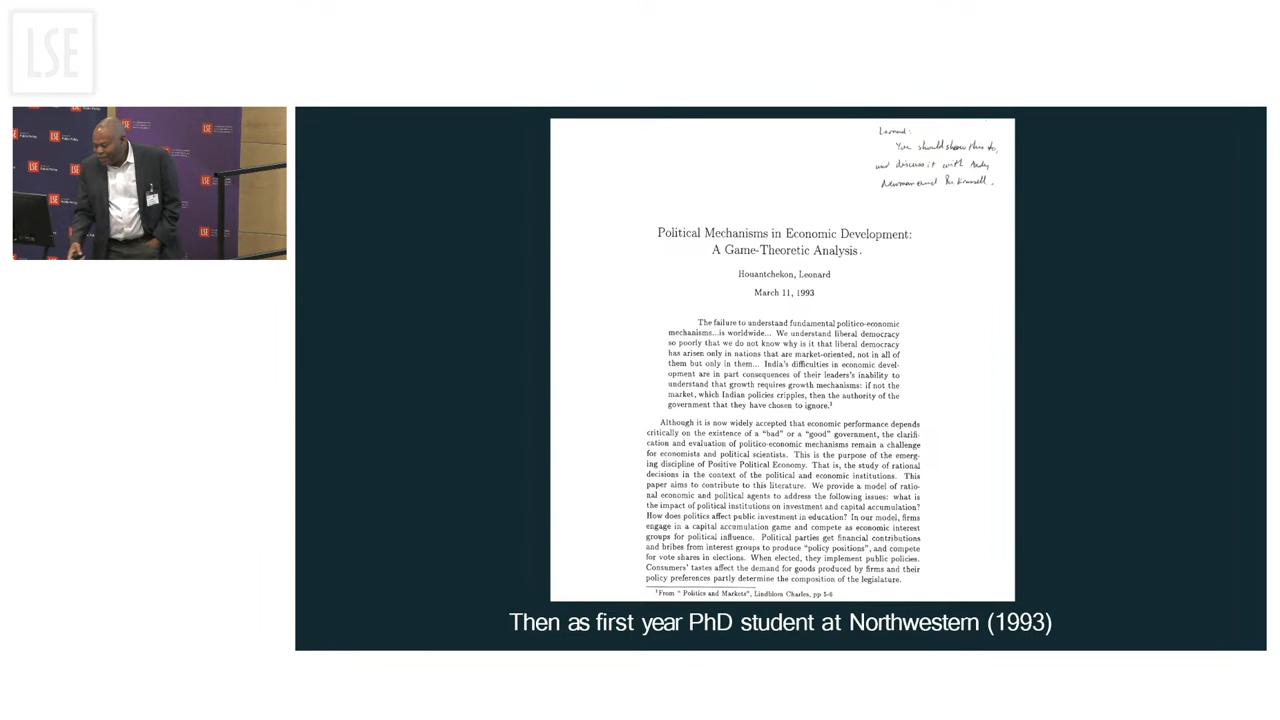 LSE
LSE
LSE
LSE
LSE
LSE
Public Policy
Leonard:
You should show this to,
and discuss it with Andy
Newman and
Political Mechanisms in Economic Development:
A Game-Theoretic Analysis.
Houantchekon, Leonard
March 11, 1993
The failure to understand fundamental politico-economic
mechanisms...is worldwide... We understand liberal democracy
so poorly that we do not know why is it that liberal democracy
has arisen only in nations that are market-oriented, not in all of
them but only in them... India's difficulties in economic devel-
opment are in part consequences of their leader's inability to
understand that growth requires growth mechanisms: if not the
market, which Indian policies cripples, then the authority of the
government that they have chosen to ignore.¹
Although it is now widely accepted that economic performance depends
critically on the existence of a "bad" or a "good" government, the clarifi-
cation and evaluation of politico-economic mechanisms remain a challenge
for economists and political scientists. This is the purpose of the emerg-
ing discipline of Positive Political Economy. That is, the study of rational
decisions in the context of the political and economic institutions. This
paper aims to contribute to this literature. We provide a model of ratio-
nal economic and political agents to address the following issues: what is
the impact of political institutions on investment and capital accumulation?
How does politics affect public investment in education? In our model, firms
engage in a capital accumulation game and compete as economic interest
groups for political influence. Political parties get financial contributions
and bribes from interest groups to produce "policy positions", and compete
for vote shares in elections. When elected, they implement public policies.
Consumers' tastes affect the demand for goods produced by firms and their
policy preferences partly determine the composition of the legislature.
¹From " Politics and Markets", Lindblom Charles, pp 5-6
Then as first year PhD student at Northwestern (1993)